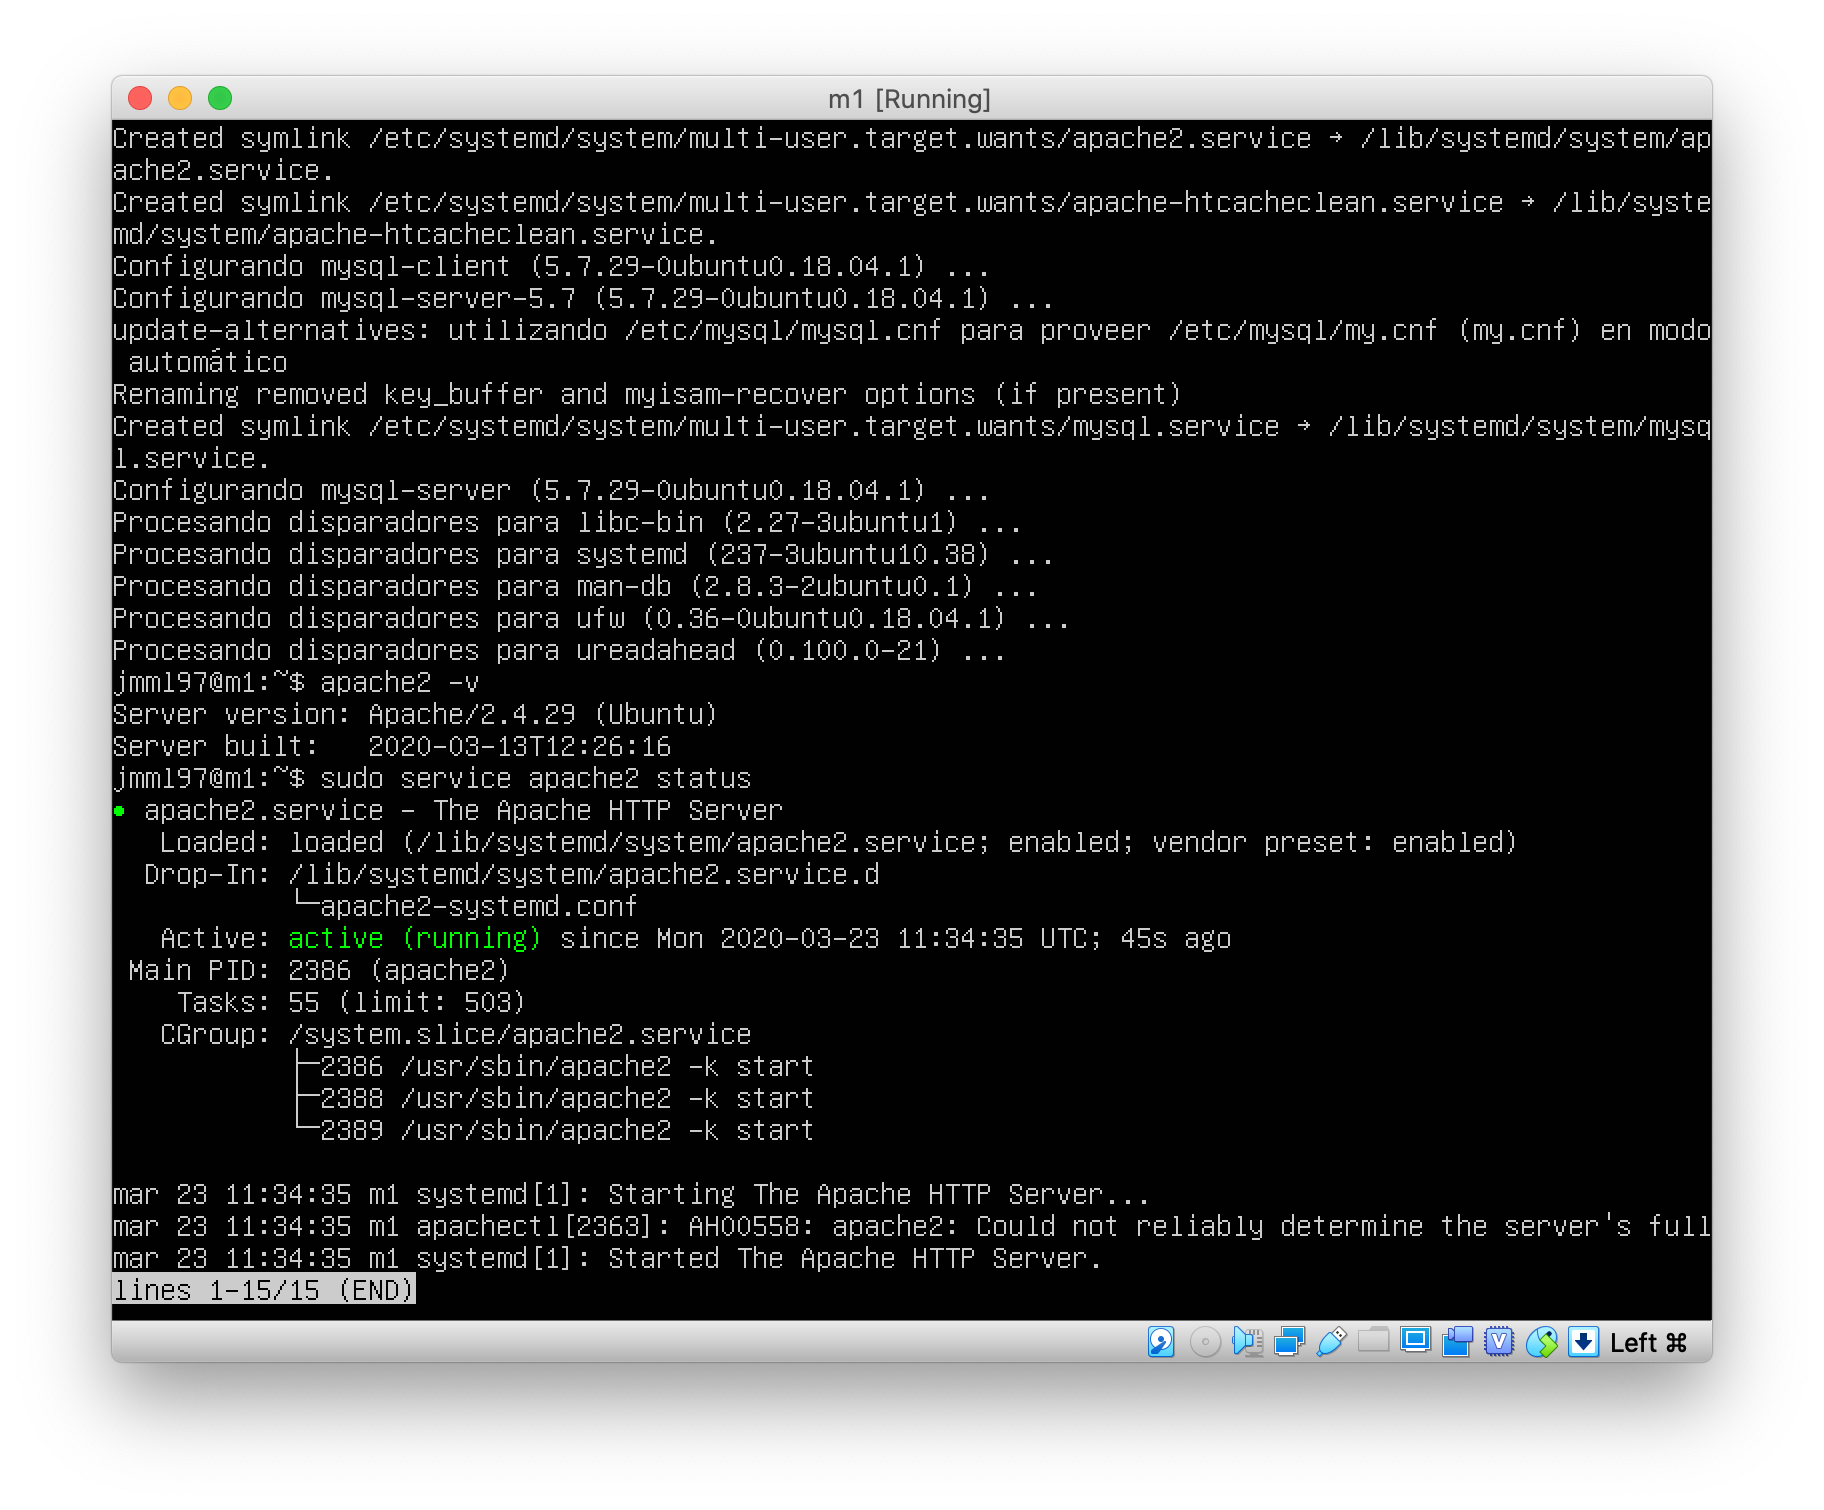 m1 [Running]
Created symlink /etc/systemd/system/multi-user.target.wants/apache2.service → /lib/systemd/system/ap
ache2.service.
Created symlink /etc/systemd/system/multi-user.target.wants/apache-htcacheclean.service → /lib/syste
md/system/apache-htcacheclean.service.
Configurando mysql-client (5.7.29-0ubuntu0.18.04.1) ...
Configurando mysql-server-5.7 (5.7.29-0ubuntu0.18.04.1) ...
update-alternatives: utilizando /etc/mysql/mysql.cnf para proveer /etc/mysql/my.cnf (my.cnf) en modo
 automático
Renaming removed key_buffer and myisam-recover options (if present)
Created symlink /etc/systemd/system/multi-user.target.wants/mysql.service → /lib/systemd/system/mysq
l.service.
Configurando mysql-server (5.7.29-0ubuntu0.18.04.1) ...
Procesando disparadores para libc-bin (2.27-3ubuntu1) ...
Procesando disparadores para systemd (237-3ubuntu10.38) ...
Procesando disparadores para man-db (2.8.3-2ubuntu0.1) ...
Procesando disparadores para ufw (0.36-0ubuntu0.18.04.1) ...
Procesando disparadores para ureadahead (0.100.0-21) ...
jmml97@m1:~$ apache2 -v
Server version: Apache/2.4.29 (Ubuntu)
Server built:   2020-03-13T12:26:16
jmml97@m1:~$ sudo service apache2 status
● apache2.service - The Apache HTTP Server
   Loaded: loaded (/lib/systemd/system/apache2.service; enabled; vendor preset: enabled)
  Drop-In: /lib/systemd/system/apache2.service.d
           └─apache2-systemd.conf
   Active: active (running) since Mon 2020-03-23 11:34:35 UTC; 45s ago
 Main PID: 2386 (apache2)
    Tasks: 55 (limit: 503)
   CGroup: /system.slice/apache2.service
           ├─2386 /usr/sbin/apache2 -k start
           ├─2388 /usr/sbin/apache2 -k start
           └─2389 /usr/sbin/apache2 -k start

mar 23 11:34:35 m1 systemd[1]: Starting The Apache HTTP Server...
mar 23 11:34:35 m1 apachectl[2363]: AH00558: apache2: Could not reliably determine the server's full
mar 23 11:34:35 m1 systemd[1]: Started The Apache HTTP Server.
lines 1-15/15 (END)
Left ⌘